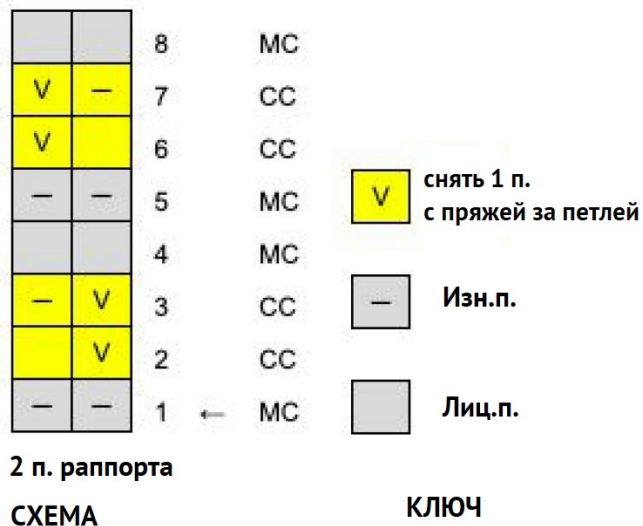 8 MC
V – 7 CC
V 6 CC
– – 5 MC
4 MC
– V 3 CC
V 2 CC
– – 1 ← MC
2 п. раппорта
СХЕМА
V снять 1 п.
с пряжей за петлей
– Изн.п.
Лиц.п.
КЛЮЧ